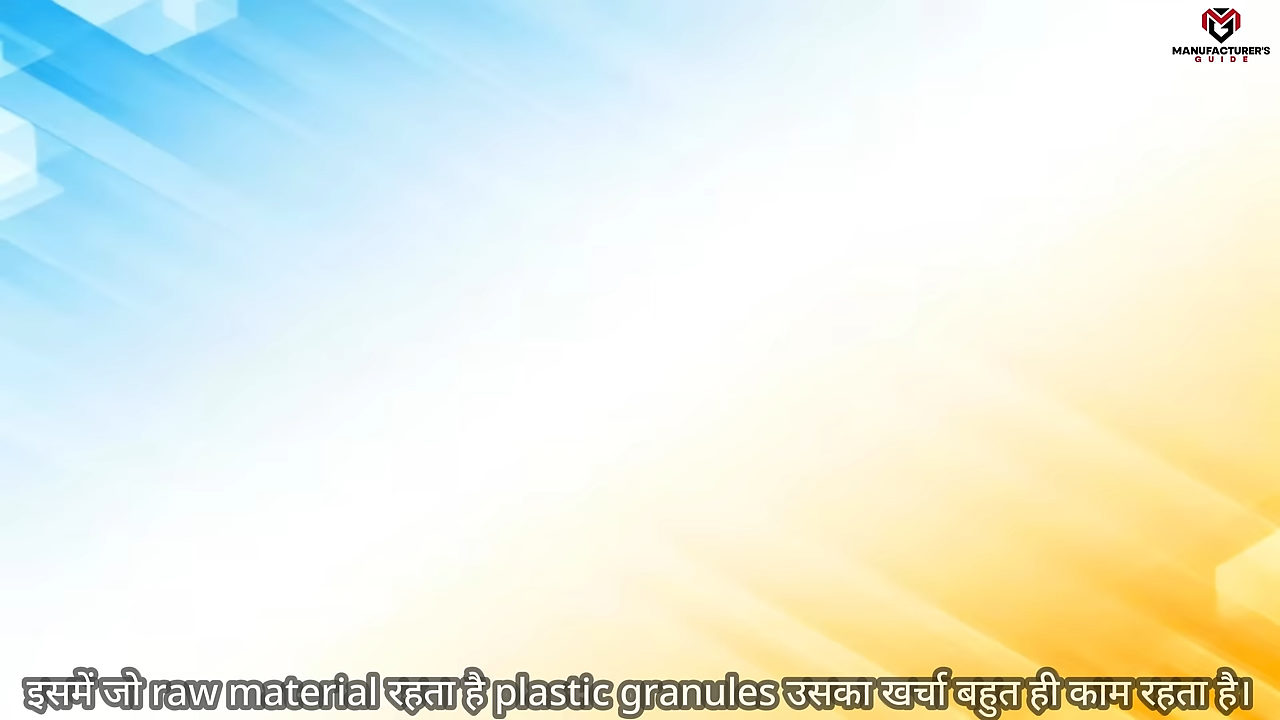 MANUFACTURER'S
GUIDE
इसमें जो raw material रहता है plastic granules उसका खर्चा बहुत ही काम रहता है।